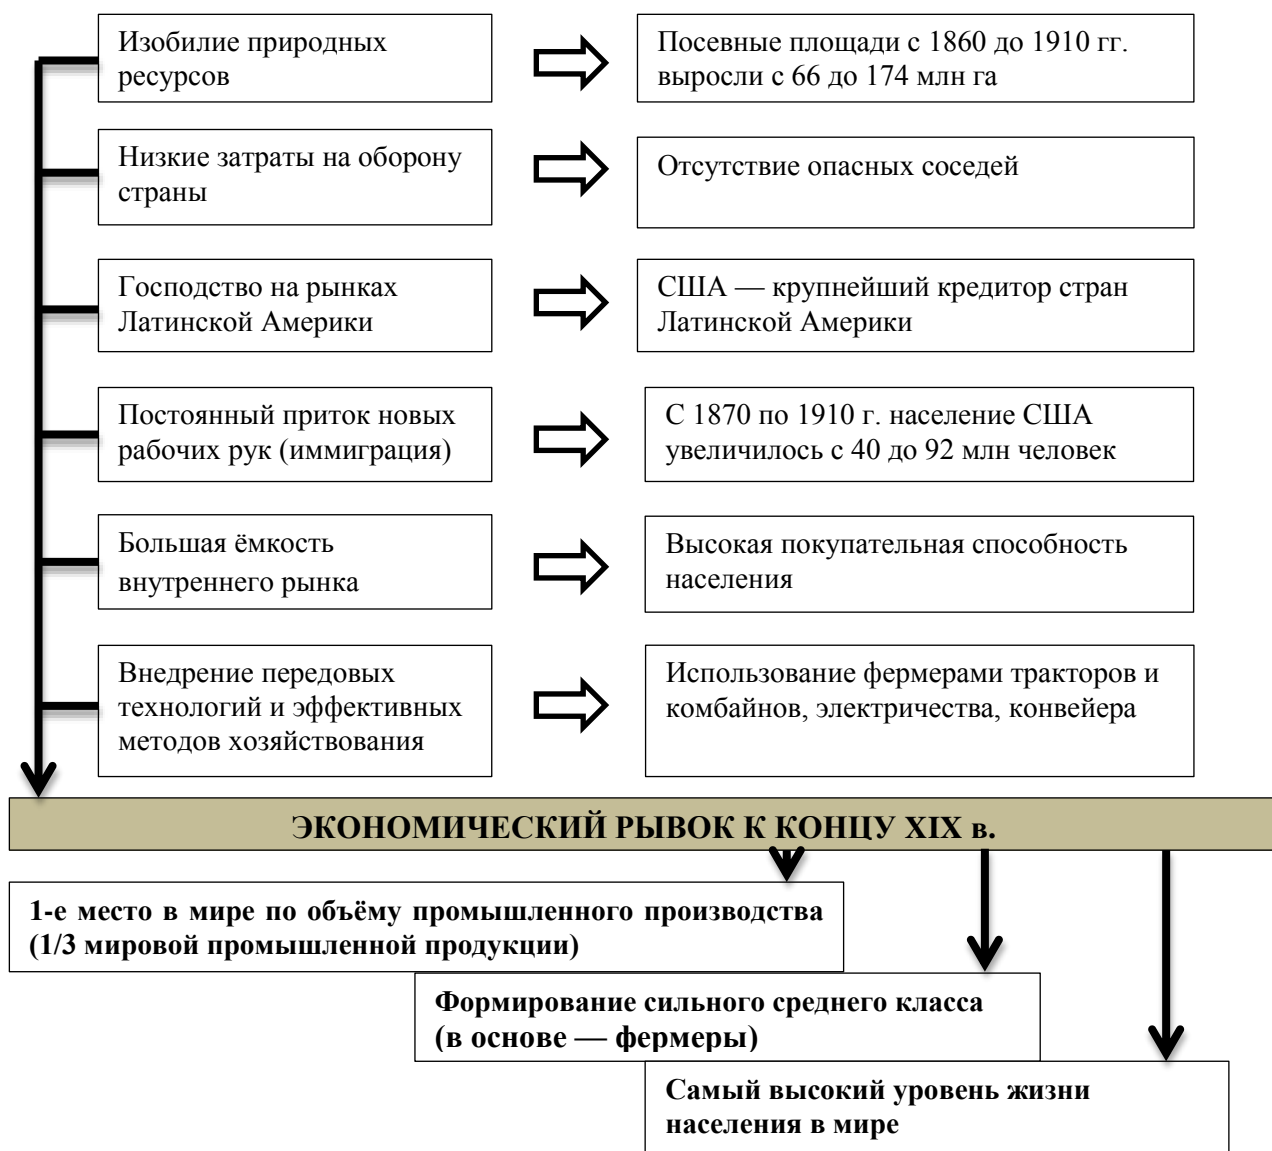 Изобилие природных
ресурсов
Посевные площади с 1860 до 1910 гг.
выросли с 66 до 174 млн га
Низкие затраты на оборону
страны
Отсутствие опасных соседей
Господство на рынках
Латинской Америки
США — крупнейший кредитор стран
Латинской Америки
Постоянный приток новых
рабочих рук (иммиграция)
С 1870 по 1910 г. население США
увеличилось с 40 до 92 млн человек
Большая ёмкость
внутреннего рынка
Высокая покупательная способность
населения
Внедрение передовых
технологий и эффективных
методов хозяйствования
Использование фермерами тракторов и
комбайнов, электричества, конвейера
ЭКОНОМИЧЕСКИЙ РЫВОК К КОНЦУ XIX в.
1-е место в мире по объёму промышленного производства
(1/3 мировой промышленной продукции)
Формирование сильного среднего класса
(в основе — фермеры)
Самый высокий уровень жизни
населения в мире